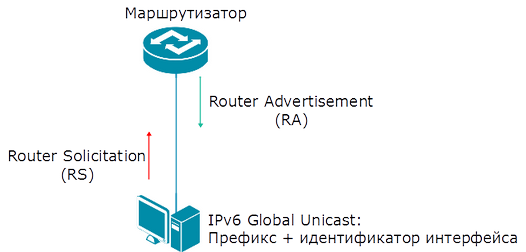 Маршрутизатор
Router Advertisement
(RA)
Router Solicitation
(RS)
IPv6 Global Unicast:
Префикс + идентификатор интерфейса